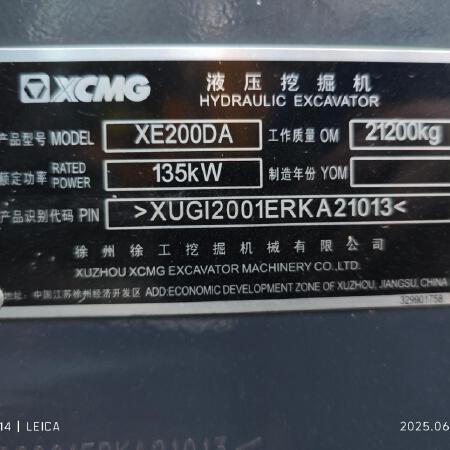 XCMG 液压挖掘机
HYDRAULIC EXCAVATOR
产品型号 MODEL XE200DA 工作质量 OM 21200kg
额定功率 RATED POWER 135kW 制造年份 YOM
产品识别代码 PIN >XUGI2001ERKA21013<
徐州徐工挖掘机械有限公司
XUZHOU XCMG EXCAVATOR MACHINERY CO.,LTD.
地址:中国江苏徐州经济开发区 ADD:ECONOMIC DEVELOPMENT ZONE OF XUZHOU, JIANGSU, CHINA
329901758
14 | LEICA 2025.06